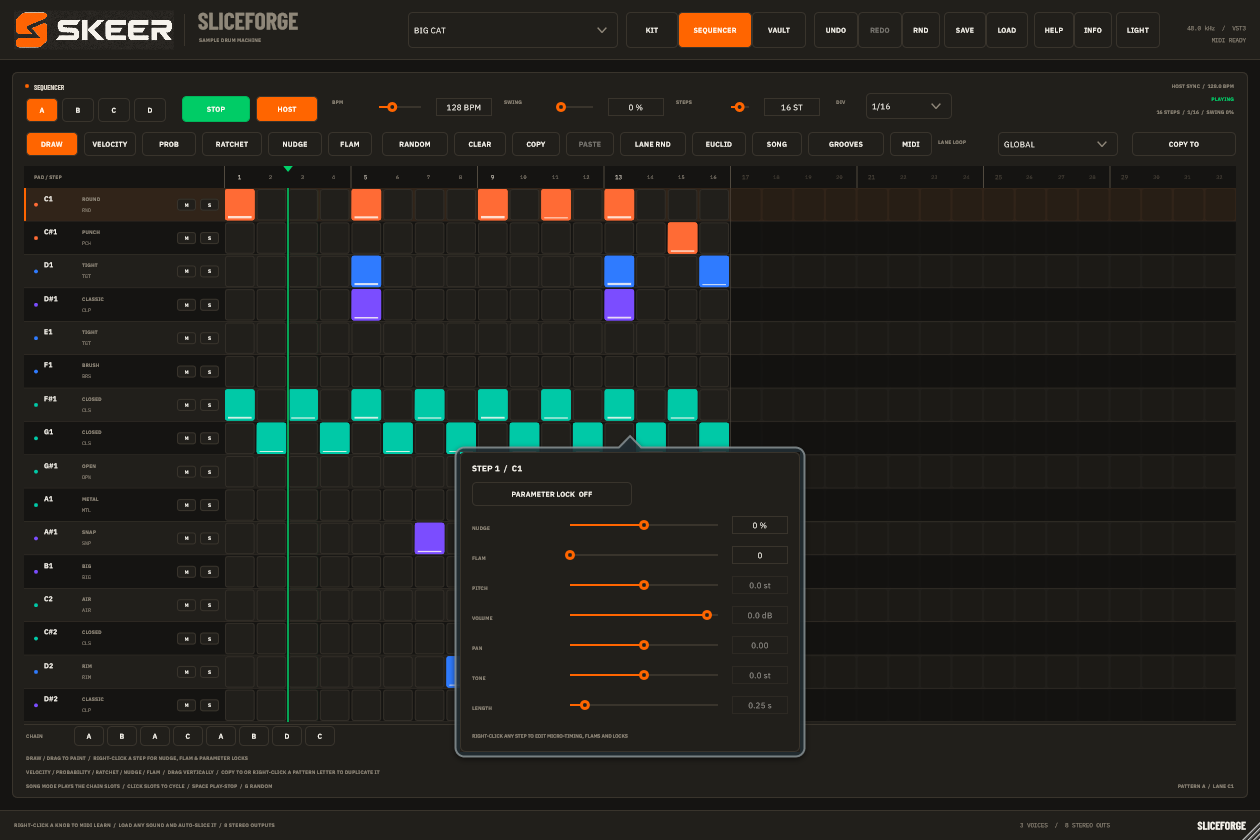 SKEER
SLICEFORGE
SAMPLE DRUM MACHINE
BIG CAT
KIT SEQUENCER VAULT UNDO REDO RND SAVE LOAD HELP INFO LIGHT
48.0 kHz / VST3
MIDI READY
SEQUENCER
A B C D STOP HOST BPM 128 BPM SWING 0 % STEPS 16 ST DIV 1/16
HOST SYNC / 128.0 BPM
PLAYING
16 STEPS / 1/16 / SWING 0%
DRAW VELOCITY PROB RATCHET NUDGE FLAM RANDOM CLEAR COPY PASTE LANE RND EUCLID SONG GROOVES MIDI LANE LOOP GLOBAL COPY TO
PAD / STEP 1 2 3 4 5 6 7 8 9 10 11 12 13 14 15 16 17 18 19 20 21 22 23 24 25 26 27 28 29 30 31 32
C1 ROUND M S
RND
C#1 PUNCH M S
PCH
D1 TIGHT M S
TGT
D#1 CLASSIC M S
CLP
E1 TIGHT M S
TGT
F1 BRUSH M S
BRS
F#1 CLOSED M S
CLS
G1 CLOSED M S
CLS
G#1 OPEN M S
OPN
A1 METAL M S
MTL
A#1 SNAP M S
SNP
B1 BIG M S
BIG
C2 AIR M S
AIR
C#2 CLOSED M S
CLS
D2 RIM M S
RIM
D#2 CLASSIC M S
CLP
STEP 1 / C1
PARAMETER LOCK OFF
NUDGE 0 %
FLAM 0
PITCH 0.0 st
VOLUME 0.0 dB
PAN 0.00
TONE 0.0 st
LENGTH 0.25 s
RIGHT-CLICK ANY STEP TO EDIT MICRO-TIMING, FLAMS AND LOCKS
CHAIN A B A C A B D C
DRAW / DRAG TO PAINT / RIGHT-CLICK A STEP FOR NUDGE, FLAM & PARAMETER LOCKS
VELOCITY / PROBABILITY / RATCHET / NUDGE / FLAM / DRAG VERTICALLY / COPY TO OR RIGHT-CLICK A PATTERN LETTER TO DUPLICATE IT
SONG MODE PLAYS THE CHAIN SLOTS / CLICK SLOTS TO CYCLE / SPACE PLAY-STOP / G RANDOM
PATTERN A / LANE C1
RIGHT-CLICK A KNOB TO MIDI LEARN / LOAD ANY SOUND AND AUTO-SLICE IT / 8 STEREO OUTPUTS
3 VOICES / 8 STEREO OUTS
SLICEFORGE